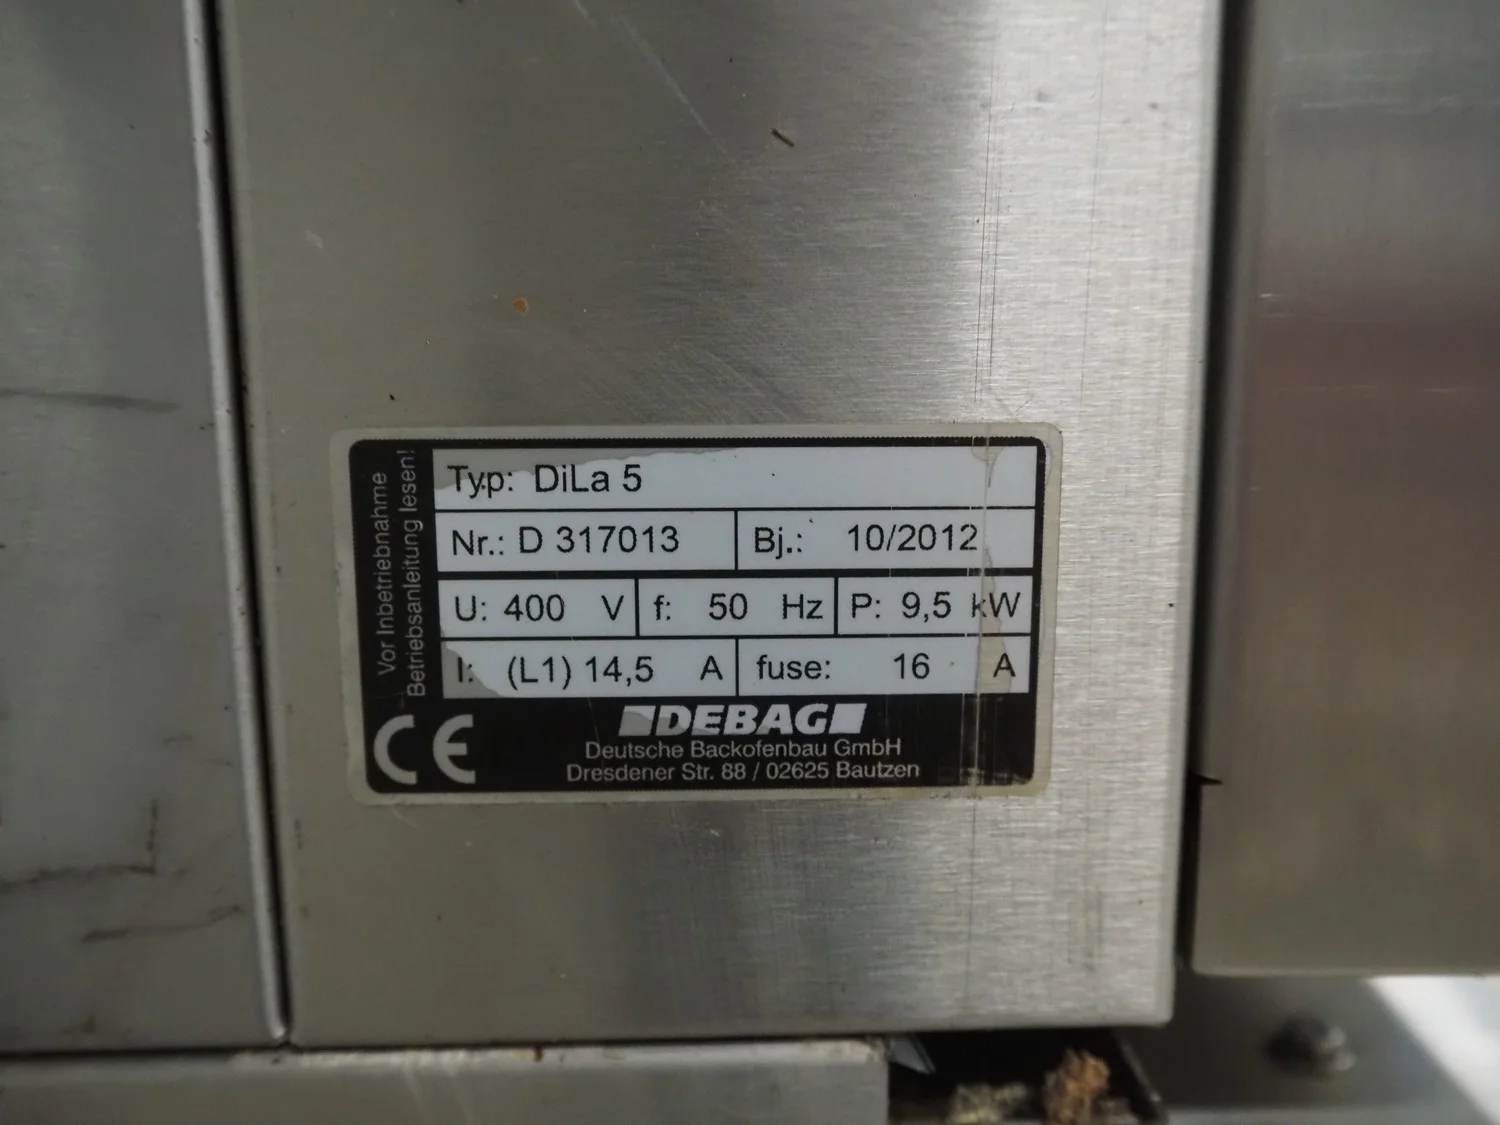 Vor Inbetriebnahme
Betriebsanleitung lesen!
Typ: DiLa 5
Nr.: D 317013 Bj.: 10/2012
U: 400 V f: 50 Hz P: 9,5 kW
I: (L1) 14,5 A fuse: 16 A
CE DEBAG
Deutsche Backofenbau GmbH
Dresdener Str. 88 / 02625 Bautzen